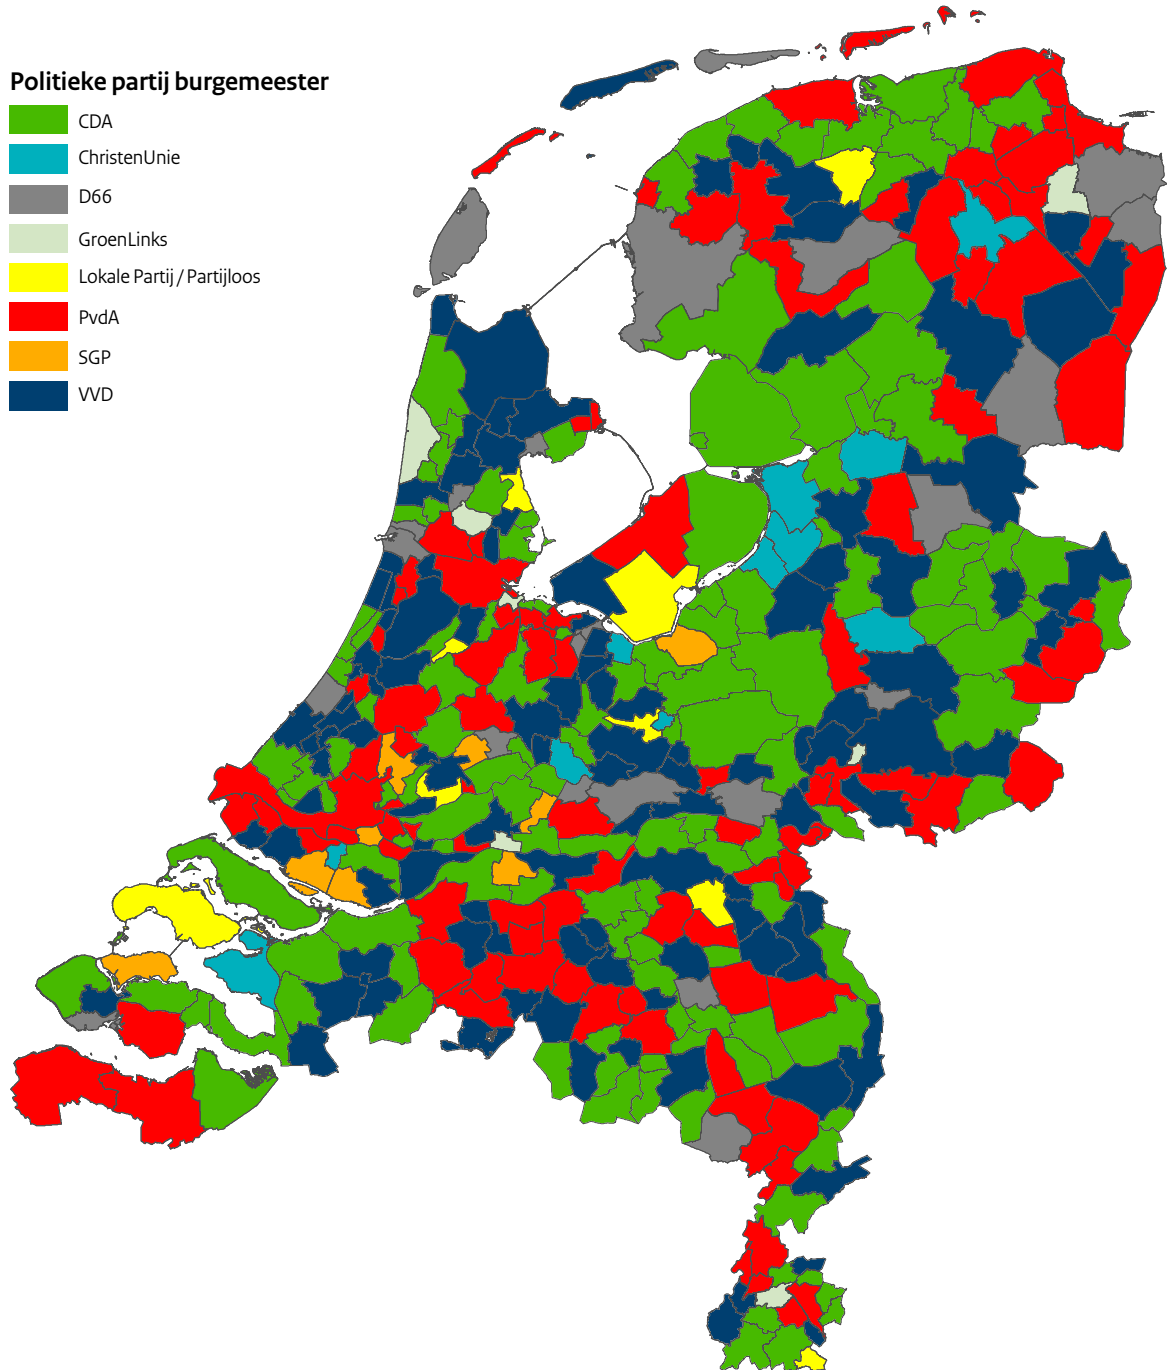 Politieke partij burgemeester
CDA
ChristenUnie
D66
GroenLinks
Lokale Partij / Partijloos
PvdA
SGP
VVD